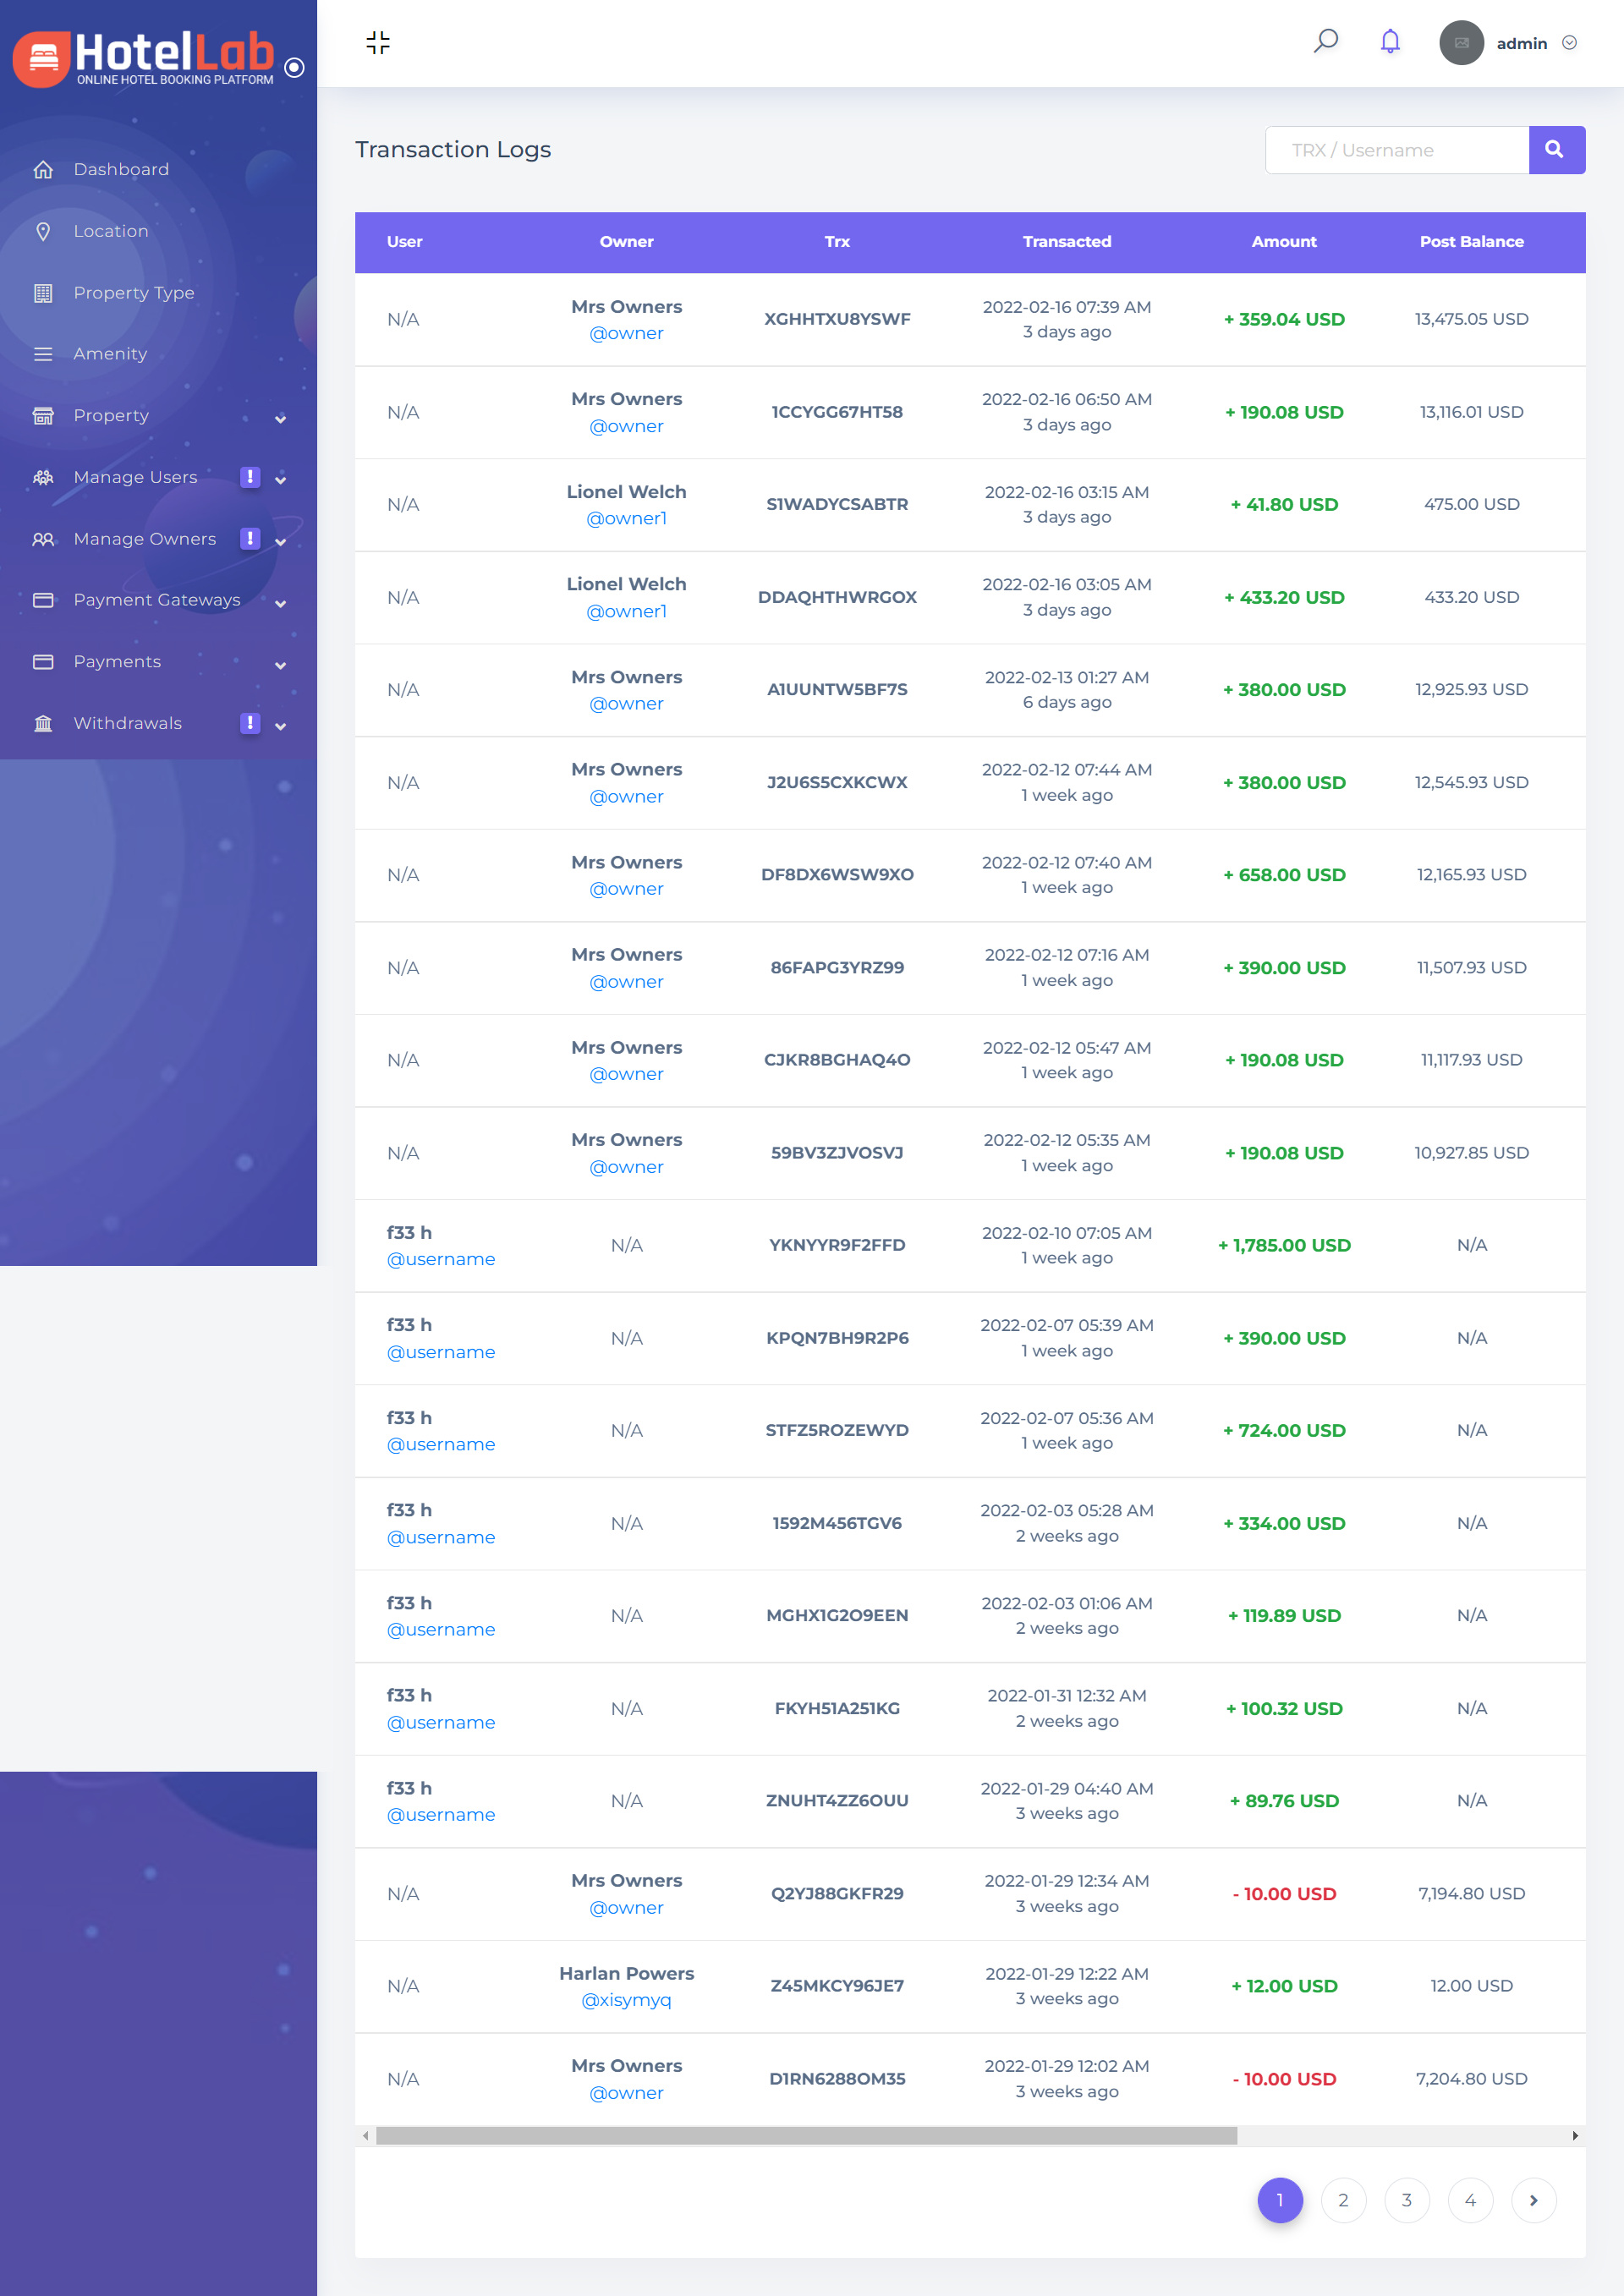 HotelLab
ONLINE HOTEL BOOKING PLATFORM
admin
Dashboard
Location
Property Type
Amenity
Property
Manage Users !
Manage Owners !
Payment Gateways
Payments
Withdrawals !
Transaction Logs
TRX / Username
User Owner Trx Transacted Amount Post Balance
N/A Mrs Owners @owner XGHHTXU8YSWF 2022-02-16 07:39 AM 3 days ago + 359.04 USD 13,475.05 USD
N/A Mrs Owners @owner 1CCYGG67HT58 2022-02-16 06:50 AM 3 days ago + 190.08 USD 13,116.01 USD
N/A Lionel Welch @owner1 S1WADYCSABTR 2022-02-16 03:15 AM 3 days ago + 41.80 USD 475.00 USD
N/A Lionel Welch @owner1 DDAQHTHWRGOX 2022-02-16 03:05 AM 3 days ago + 433.20 USD 433.20 USD
N/A Mrs Owners @owner A1UUNTW5BF7S 2022-02-13 01:27 AM 6 days ago + 380.00 USD 12,925.93 USD
N/A Mrs Owners @owner J2U6S5CXKCWX 2022-02-12 07:44 AM 1 week ago + 380.00 USD 12,545.93 USD
N/A Mrs Owners @owner DF8DX6WSW9XO 2022-02-12 07:40 AM 1 week ago + 658.00 USD 12,165.93 USD
N/A Mrs Owners @owner 86FAPG3YRZ99 2022-02-12 07:16 AM 1 week ago + 390.00 USD 11,507.93 USD
N/A Mrs Owners @owner CJKR8BGHAQ4O 2022-02-12 05:47 AM 1 week ago + 190.08 USD 11,117.93 USD
N/A Mrs Owners @owner 59BV3ZJVOSVJ 2022-02-12 05:35 AM 1 week ago + 190.08 USD 10,927.85 USD
f33 h @username N/A YKNYYR9F2FFD 2022-02-10 07:05 AM 1 week ago + 1,785.00 USD N/A
f33 h @username N/A KPQN7BH9R2P6 2022-02-07 05:39 AM 1 week ago + 390.00 USD N/A
f33 h @username N/A STFZ5ROZEWYD 2022-02-07 05:36 AM 1 week ago + 724.00 USD N/A
f33 h @username N/A 1592M456TGV6 2022-02-03 05:28 AM 2 weeks ago + 334.00 USD N/A
f33 h @username N/A MGHX1G2O9EEN 2022-02-03 01:06 AM 2 weeks ago + 119.89 USD N/A
f33 h @username N/A FKYH51A251KG 2022-01-31 12:32 AM 2 weeks ago + 100.32 USD N/A
f33 h @username N/A ZNUHT4ZZ6OUU 2022-01-29 04:40 AM 3 weeks ago + 89.76 USD N/A
N/A Mrs Owners @owner Q2YJ88GKFR29 2022-01-29 12:34 AM 3 weeks ago - 10.00 USD 7,194.80 USD
N/A Harlan Powers @xisymyq Z45MKCY96JE7 2022-01-29 12:22 AM 3 weeks ago + 12.00 USD 12.00 USD
N/A Mrs Owners @owner D1RN6288OM35 2022-01-29 12:02 AM 3 weeks ago - 10.00 USD 7,204.80 USD
1 2 3 4